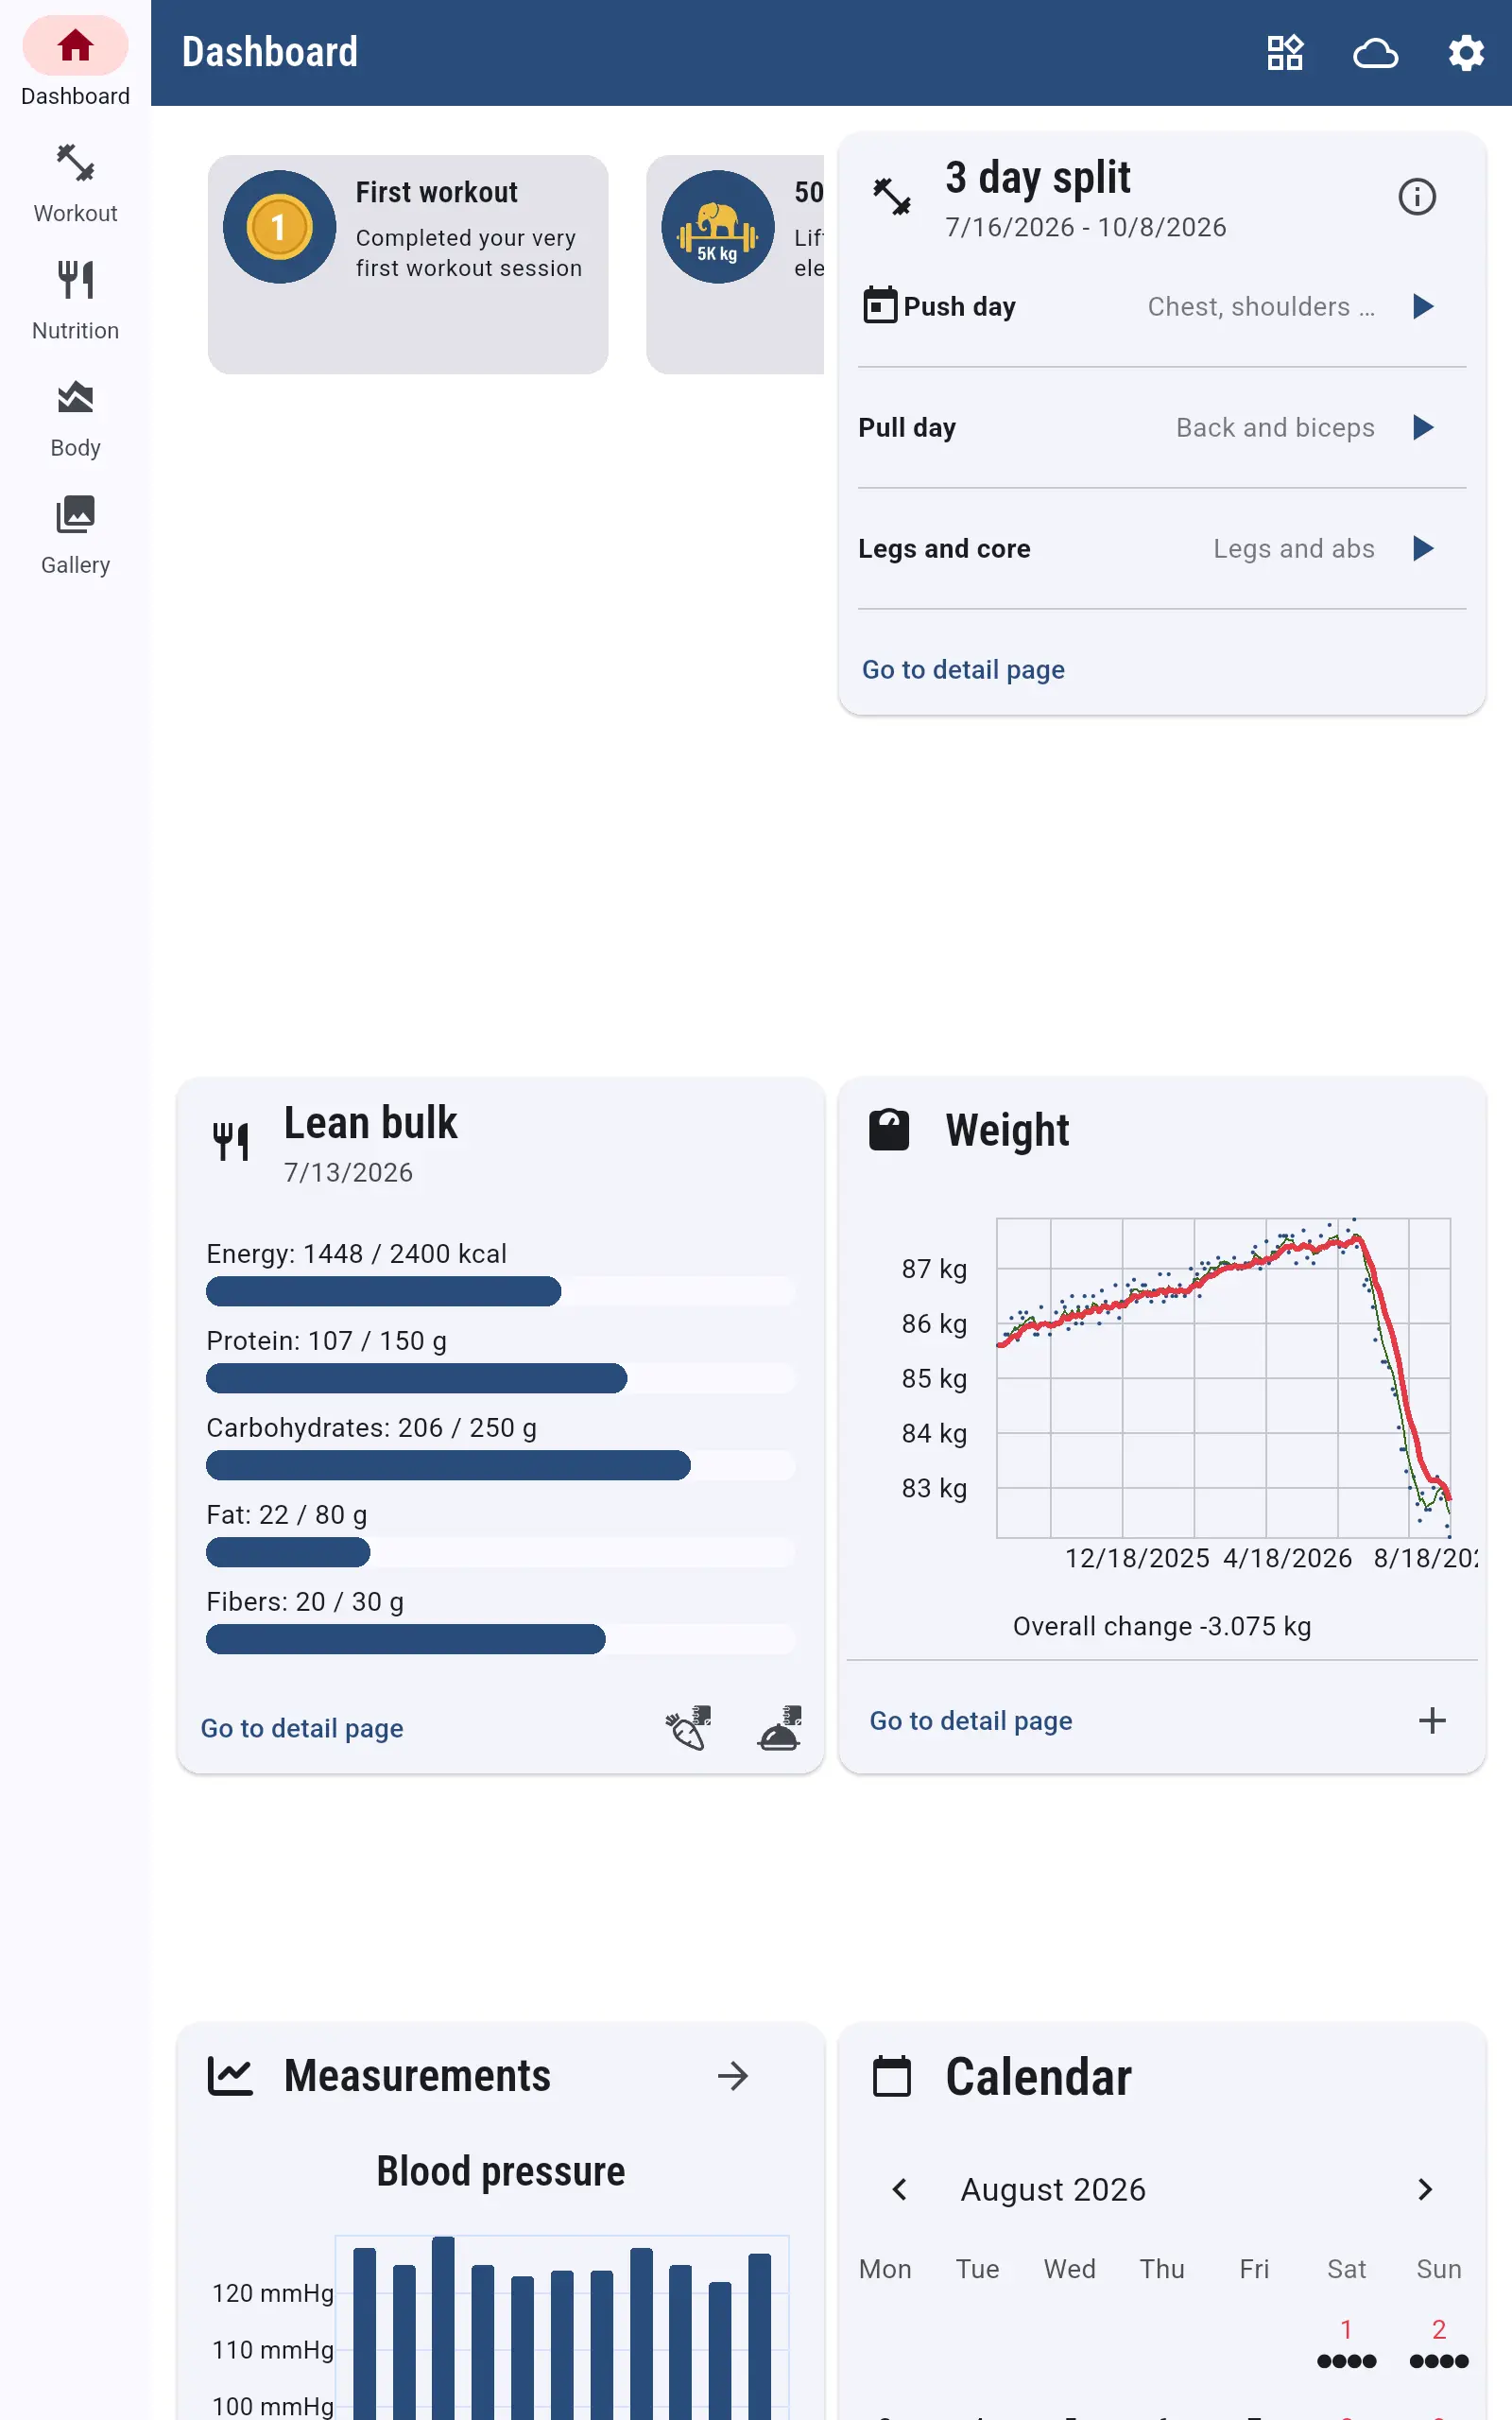 Dashboard
Dashboard
Workout
Nutrition
Body
Gallery
1
First workout
Completed your very
first workout session
5K kg
50
Lif
ele
3 day split
7/16/2026 - 10/8/2026
Push day
Chest, shoulders ...
Pull day
Back and biceps
Legs and core
Legs and abs
Go to detail page
Lean bulk
7/13/2026
Energy: 1448 / 2400 kcal
Protein: 107 / 150 g
Carbohydrates: 206 / 250 g
Fat: 22 / 80 g
Fibers: 20 / 30 g
Go to detail page
Weight
87 kg
86 kg
85 kg
84 kg
83 kg
12/18/2025 4/18/2026 8/18/202
Overall change -3.075 kg
Go to detail page
Measurements
Blood pressure
120 mmHg
110 mmHg
100 mmHg
Calendar
August 2026
Mon Tue Wed Thu Fri Sat Sun
1 2